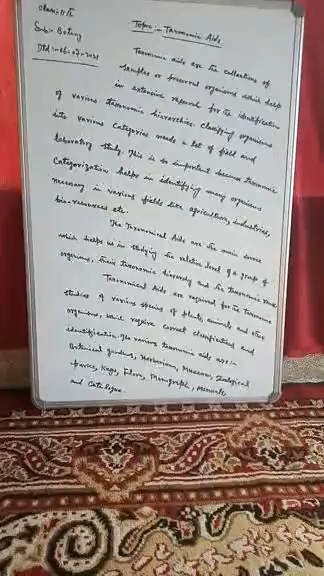 Class:- XI
Topic:- Taxonomic Aids
Sub:- Botany
Dtd:- 06-07-2021
Taxonomic aids are the collections of
samples or preserved organisms which help
in extensive research for the identification
of various taxonomic hierarchies. Classifying organisms
into various Categories needs a lot of field and
laboratory study. This is so important because taxonomic
Categorization helps in identifying many organisms
necessary in various fields like agriculture, industries,
bio-resources etc.
The Taxonomical Aids are the main source
which helps us in studying the relative level of a group of
organisms, their taxonomic hierarchy and the taxonomic
Taxonomical Aids are required for the taxonomic
studies of various species of plants, animals and other
organisms, which require correct classification and
identification. The various taxonomic aids are:-
Botanical gardens, Herbarium, Museum, Zoological
parks, Keys, Flora, Monograph, Manuals
and Catalogue.